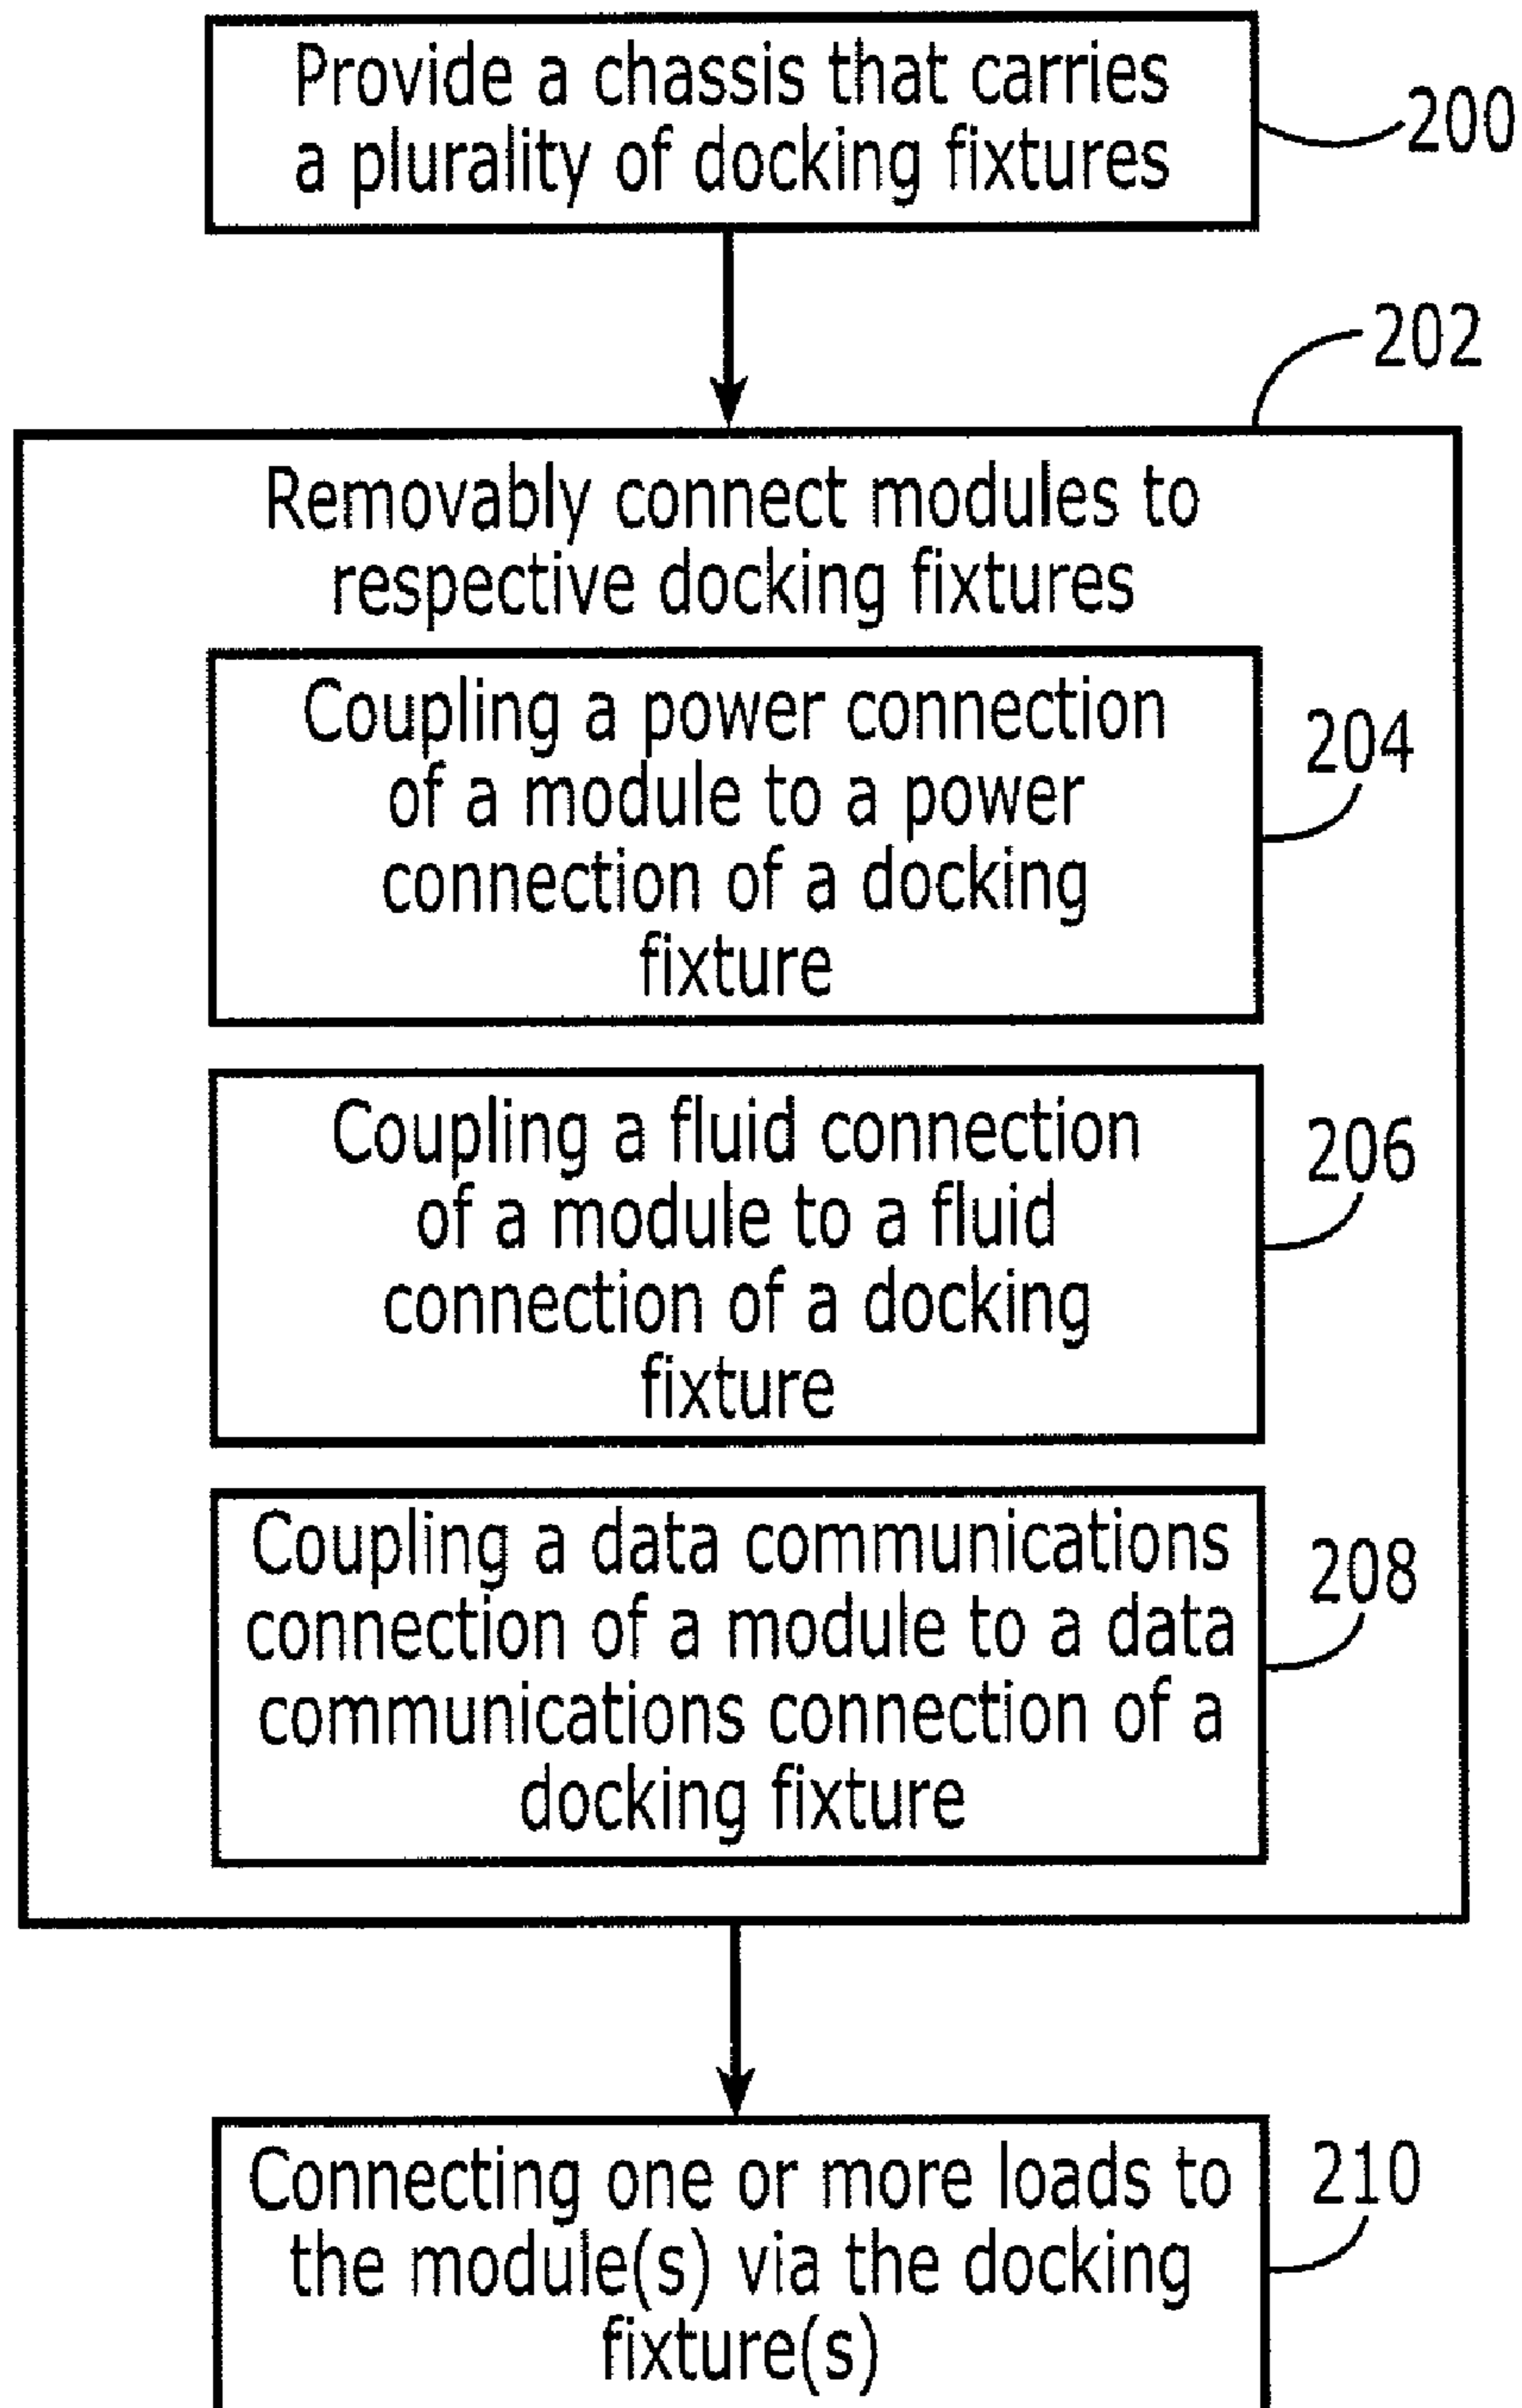 Provide a chassis that carries
a plurality of docking fixtures
200
202
Removably connect modules to
respective docking fixtures
Coupling a power connection
of a module to a power
connection of a docking
fixture
204
Coupling a fluid connection
of a module to a fluid
connection of a docking
fixture
206
Coupling a data communications
connection of a module to a data
communications connection of a
docking fixture
208
Connecting one or more loads to
the module(s) via the docking
fixture(s)
210